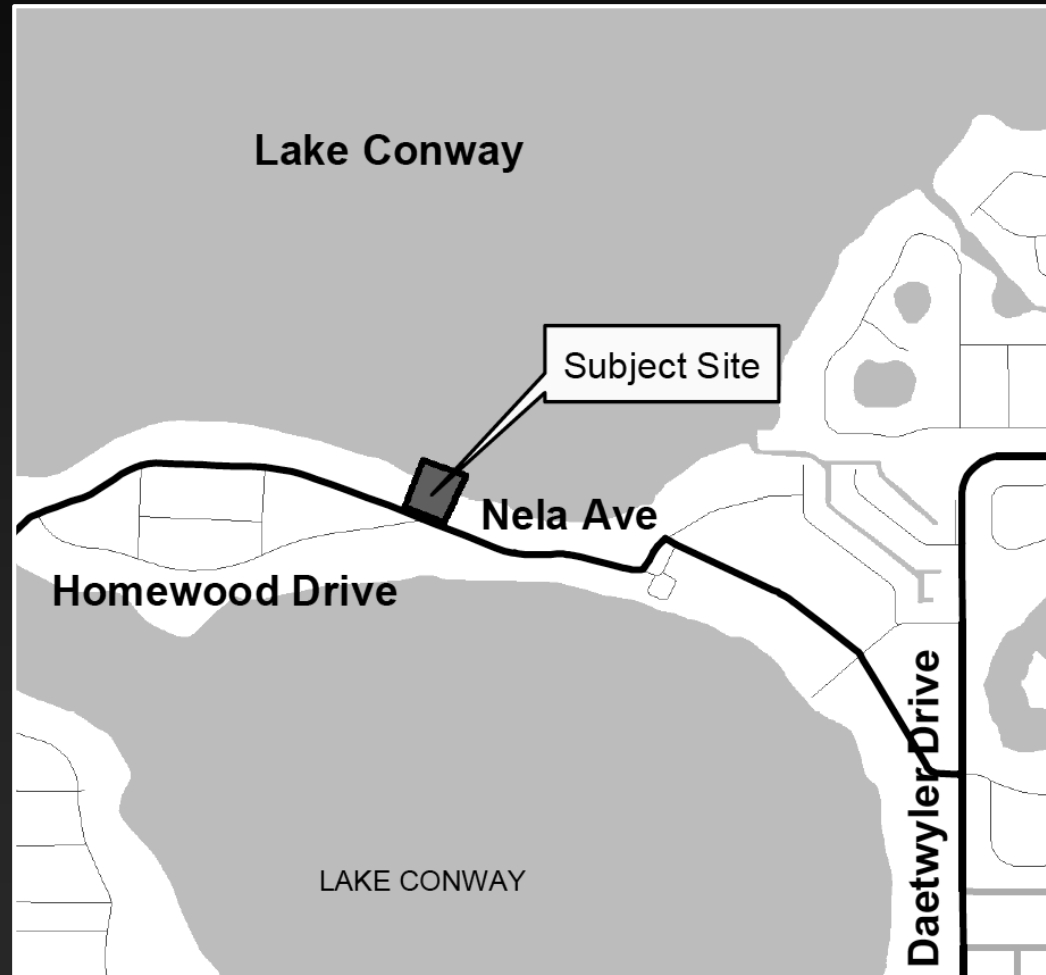 Lake Conway
Subject Site
Nela Ave
Homewood Drive
Daetwyler Drive
LAKE CONWAY